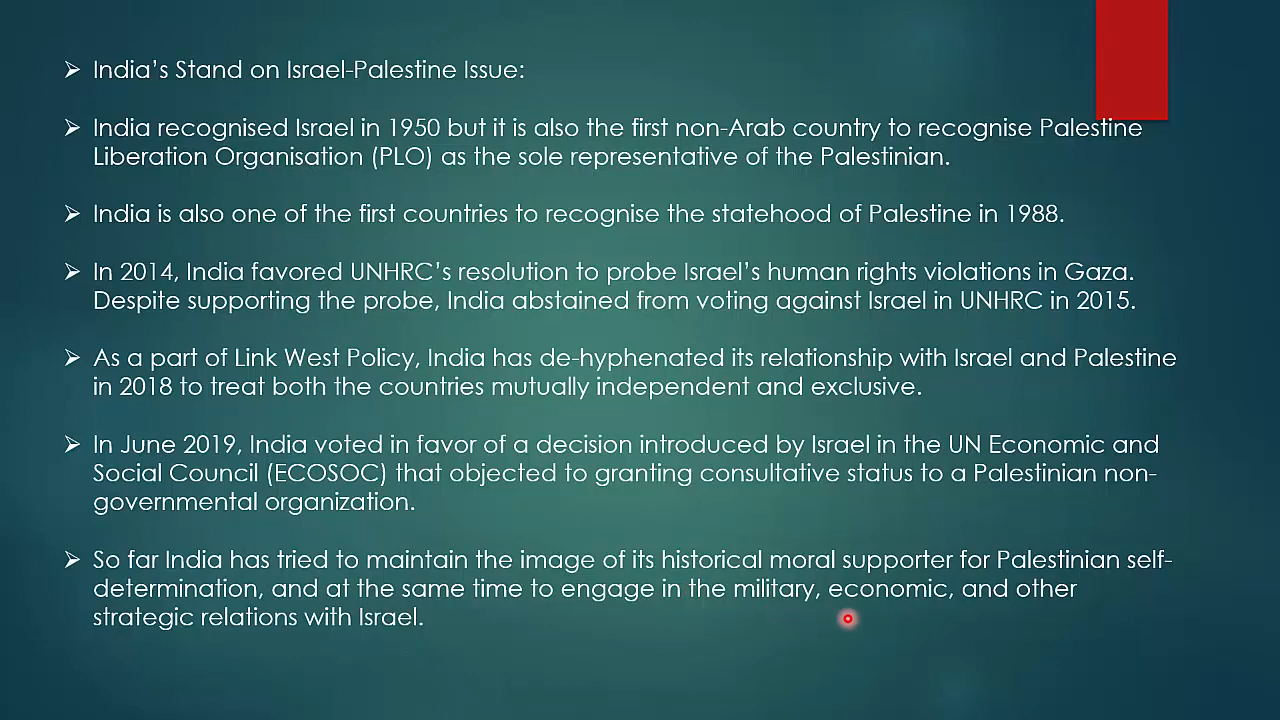 India's Stand on Israel-Palestine Issue:
India recognised Israel in 1950 but it is also the first non-Arab country to recognise Palestine
Liberation Organisation (PLO) as the sole representative of the Palestinian.
India is also one of the first countries to recognise the statehood of Palestine in 1988.
In 2014, India favored UNHRC's resolution to probe Israel's human rights violations in Gaza.
Despite supporting the probe, India abstained from voting against Israel in UNHRC in 2015.
As a part of Link West Policy, India has de-hyphenated its relationship with Israel and Palestine
in 2018 to treat both the countries mutually independent and exclusive.
In June 2019, India voted in favor of a decision introduced by Israel in the UN Economic and
Social Council (ECOSOC) that objected to granting consultative status to a Palestinian non-
governmental organization.
So far India has tried to maintain the image of its historical moral supporter for Palestinian self-
determination, and at the same time to engage in the military, economic, and other
strategic relations with Israel.